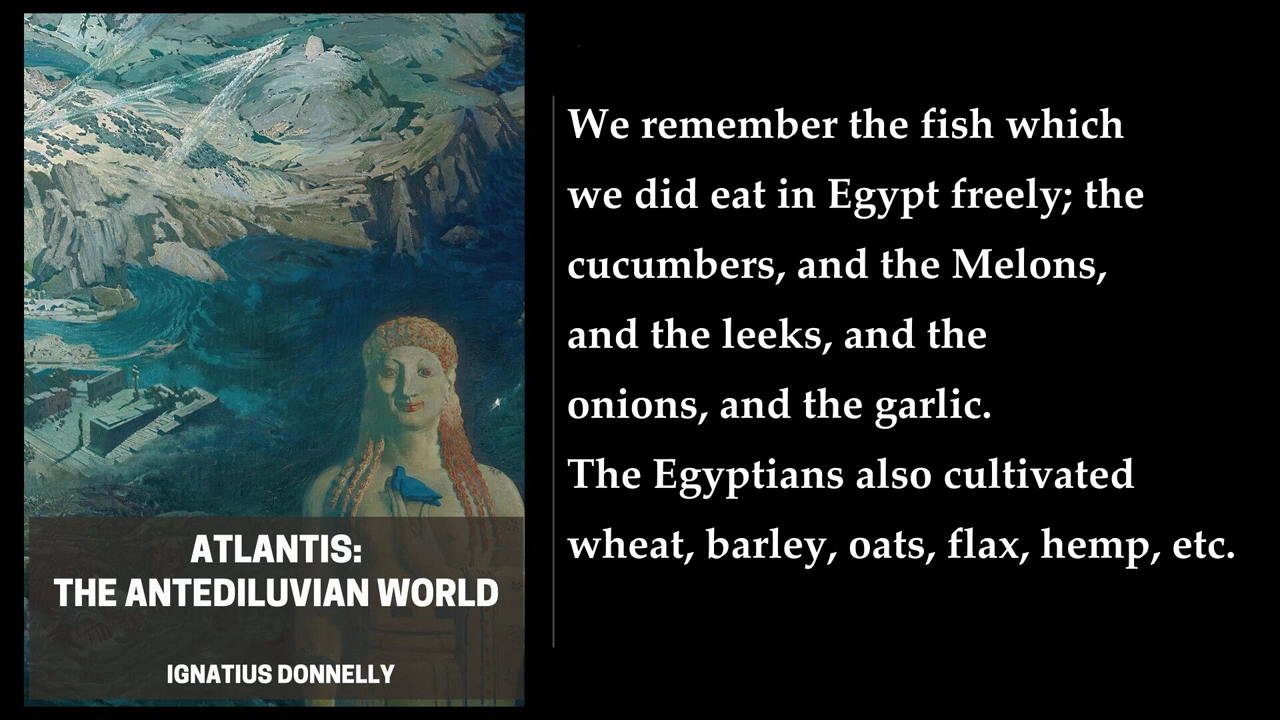 We remember the fish which
we did eat in Egypt freely; the
cucumbers, and the Melons,
and the leeks, and the
onions, and the garlic.
The Egyptians also cultivated
wheat, barley, oats, flax, hemp, etc.
ATLANTIS:
THE ANTEDILUVIAN WORLD
IGNATIUS DONNELLY